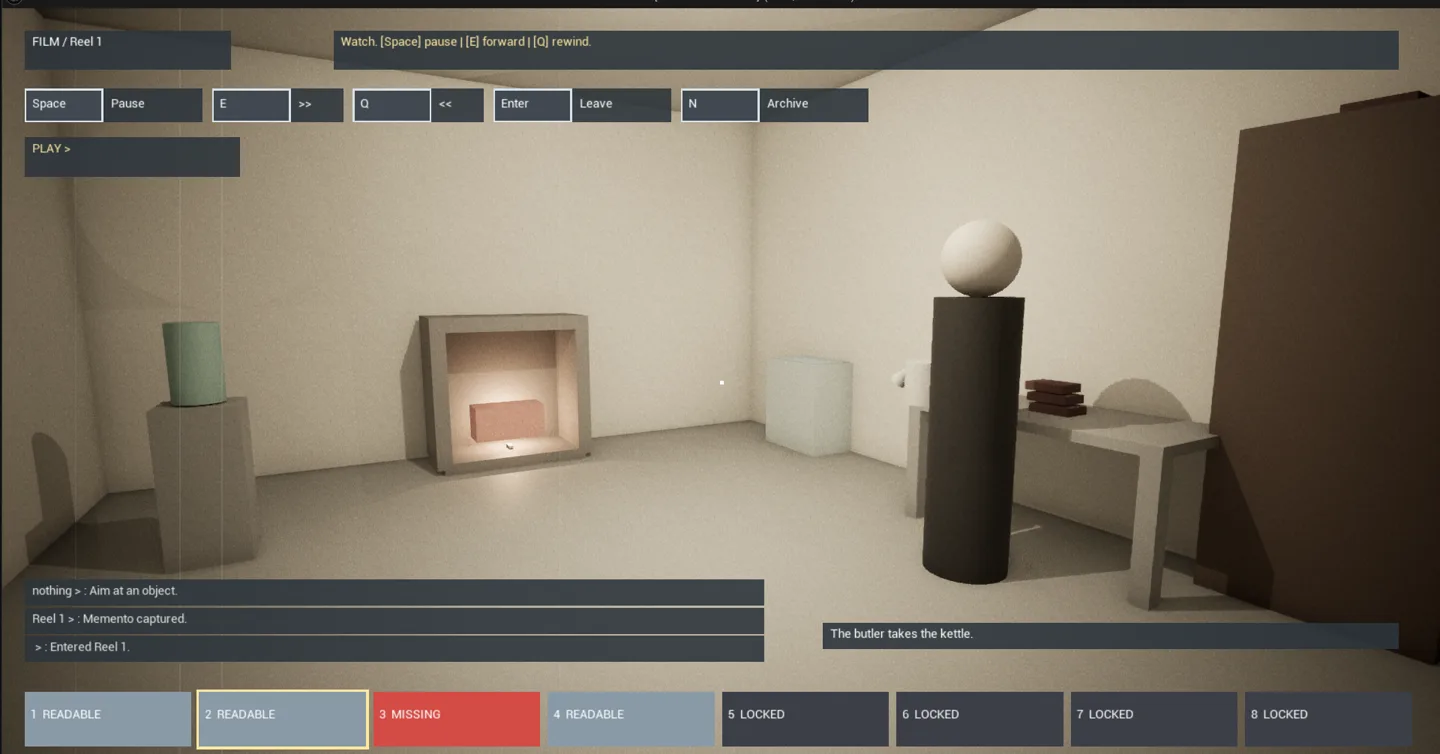 FILM / Reel 1
Watch. [Space] pause | [E] forward | [Q] rewind.
Space Pause E >> Q << Enter Leave N Archive
PLAY >
nothing > : Aim at an object.
Reel 1 > : Memento captured.
> : Entered Reel 1.
The butler takes the kettle.
1 READABLE 2 READABLE 3 MISSING 4 READABLE 5 LOCKED 6 LOCKED 7 LOCKED 8 LOCKED